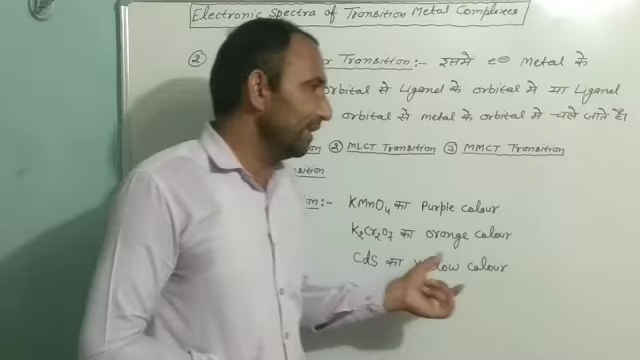 Electronic Spectra of Transition Metal Complexes
② Transition:- इसमें e⊖ Metal के
orbital से Ligand के orbital में या Ligand
orbital से metal के orbital में चले जाते हैं।
② MLCT Transition ③ MMCT Transition
:- KMnO4 का Purple colour
K2Cr2O7 का orange colour
CdS का colour